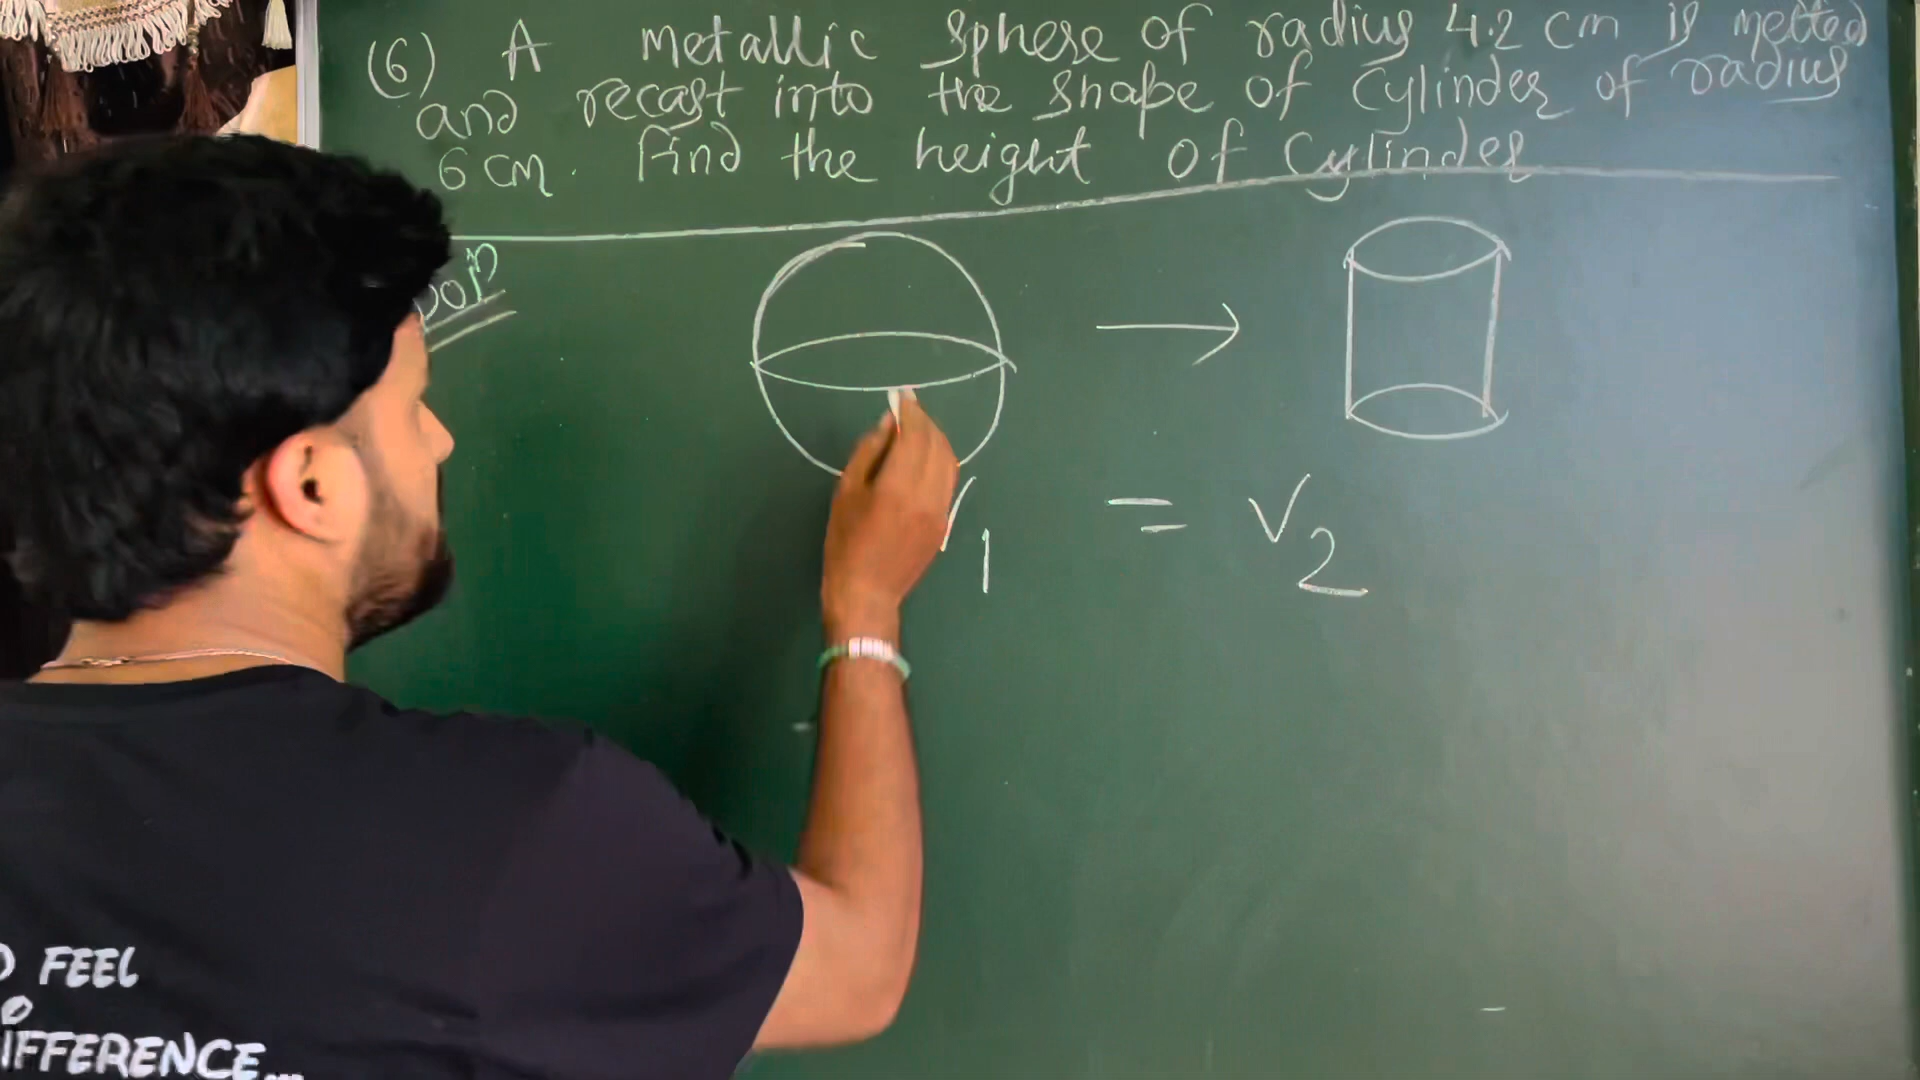 (6) A metallic sphere of radius 4.2 cm is melted
and recast into the shape of cylinder of radius
6 cm. Find the height of cylinder
V1 = V2
FEEL
DIFFERENCE...